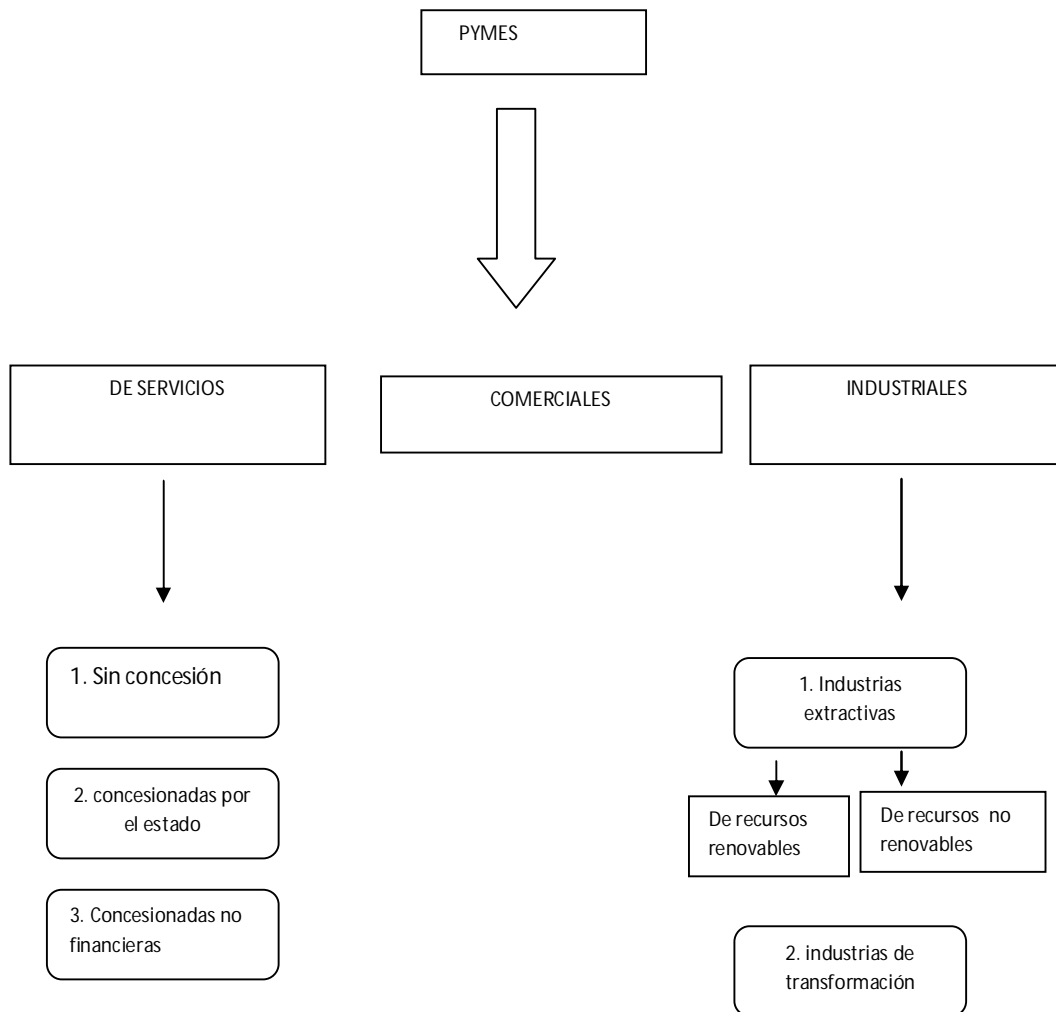 PYMES
DE SERVICIOS
COMERCIALES
INDUSTRIALES
1. Sin concesión
2. concesionadas por
el estado
3. Concesionadas no
financieras
1. Industrias
extractivas
De recursos
renovables
De recursos no
renovables
2. industrias de
transformación